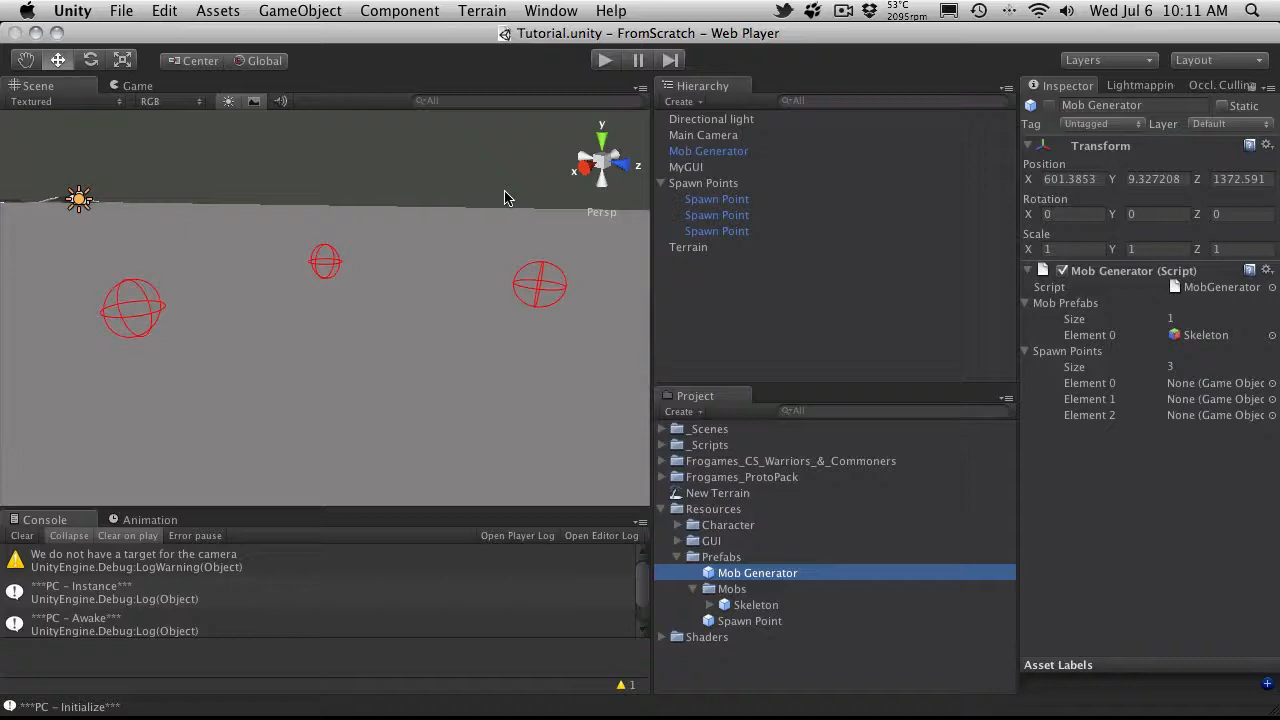 Unity File Edit Assets GameObject Component Terrain Window Help 53°C 2095rpm Wed Jul 6 10:11 AM
Tutorial.unity - FromScratch - Web Player
Center Global Layers Layout
Scene Game
Textured RGB All
y
x
z
Persp
Hierarchy
Create All
Directional light
Main Camera
Mob Generator
MyGUI
Spawn Points
Spawn Point
Spawn Point
Spawn Point
Terrain
Project
Create All
_Scenes
_Scripts
Frogames_CS_Warriors_&_Commoners
Frogames_ProtoPack
New Terrain
Resources
Character
GUI
Prefabs
Mob Generator
Mobs
Skeleton
Spawn Point
Shaders
Inspector Lightmappin Occl. Culling
Mob Generator Static
Tag Untagged Layer Default
Transform
Position
X 601.3853 Y 9.327208 Z 1372.591
Rotation
X 0 Y 0 Z 0
Scale
X 1 Y 1 Z 1
Mob Generator (Script)
Script MobGenerator
Mob Prefabs
Size 1
Element 0 Skeleton
Spawn Points
Size 3
Element 0 None (Game Objec
Element 1 None (Game Objec
Element 2 None (Game Objec
Asset Labels
Console Animation
Clear Collapse Clear on play Error pause Open Player Log Open Editor Log
We do not have a target for the camera
UnityEngine.Debug:LogWarning(Object)
***PC - Instance***
UnityEngine.Debug:Log(Object)
***PC - Awake***
UnityEngine.Debug:Log(Object)
1
***PC - Initialize***